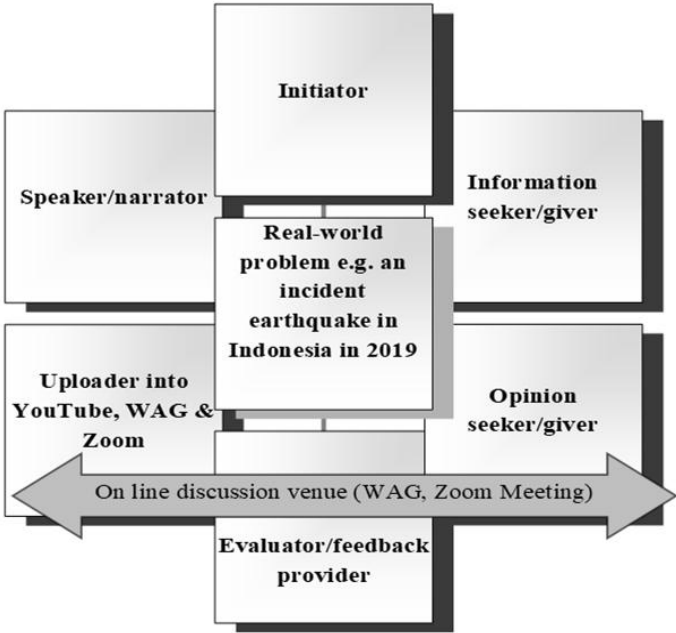 Initiator
Speaker/narrator
Information
seeker/giver
Real-world
problem e.g. an
incident
earthquake in
Indonesia in 2019
Uploader into
YouTube, WAG &
Zoom
Opinion
seeker/giver
On line discussion venue (WAG, Zoom Meeting)
Evaluator/feedback
provider